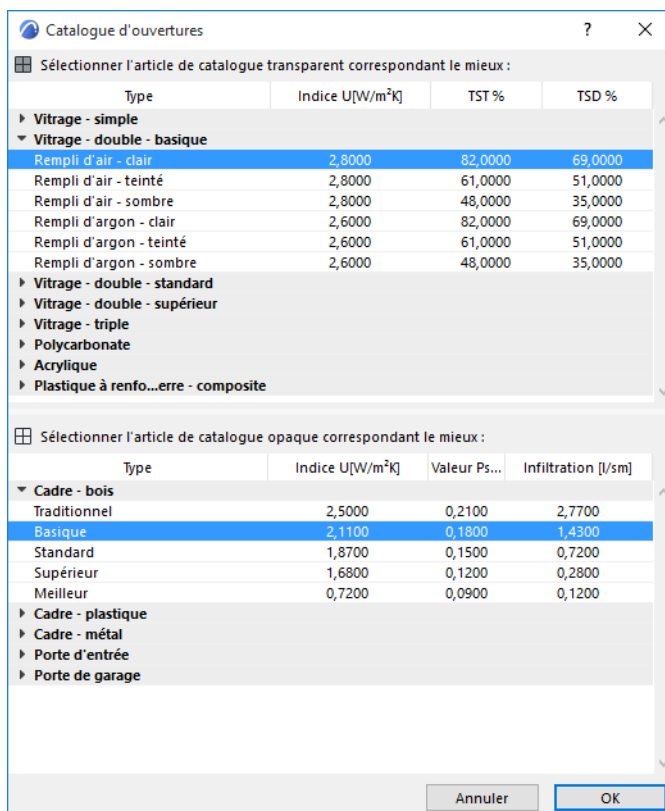 Catalogue d'ouvertures ? ✕
Sélectionner l'article de catalogue transparent correspondant le mieux :
Type Indice U[W/m²K] TST % TSD %
Vitrage - simple
Vitrage - double - basique
Rempli d'air - clair 2,8000 82,0000 69,0000
Rempli d'air - teinté 2,8000 61,0000 51,0000
Rempli d'air - sombre 2,8000 48,0000 35,0000
Rempli d'argon - clair 2,6000 82,0000 69,0000
Rempli d'argon - teinté 2,6000 61,0000 51,0000
Rempli d'argon - sombre 2,6000 48,0000 35,0000
Vitrage - double - standard
Vitrage - double - supérieur
Vitrage - triple
Polycarbonate
Acrylique
Plastique à renfo...erre - composite
Sélectionner l'article de catalogue opaque correspondant le mieux :
Type Indice U[W/m²K] Valeur Ps... Infiltration [l/sm]
Cadre - bois
Traditionnel 2,5000 0,2100 2,7700
Basique 2,1100 0,1800 1,4300
Standard 1,8700 0,1500 0,7200
Supérieur 1,6800 0,1200 0,2800
Meilleur 0,7200 0,0900 0,1200
Cadre - plastique
Cadre - métal
Porte d'entrée
Porte de garage
Annuler OK